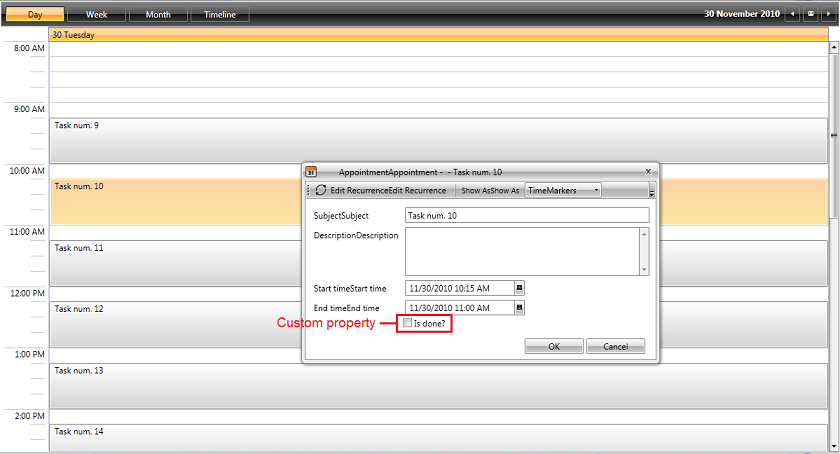 Day Week Month Timeline 30 November 2010
30 Tuesday
8:00 AM
9:00 AM
Task num. 9
10:00 AM
Task num. 10
11:00 AM
Task num. 11
12:00 PM
Task num. 12
1:00 PM
Task num. 13
2:00 PM
Task num. 14
31 AppointmentAppointment - - Task num. 10
Edit RecurrenceEdit Recurrence Show AsShow As TimeMarkers
SubjectSubject Task num. 10
DescriptionDescription
Start timeStart time 11/30/2010 10:15 AM
End timeEnd time 11/30/2010 11:00 AM
Custom property Is done?
OK Cancel